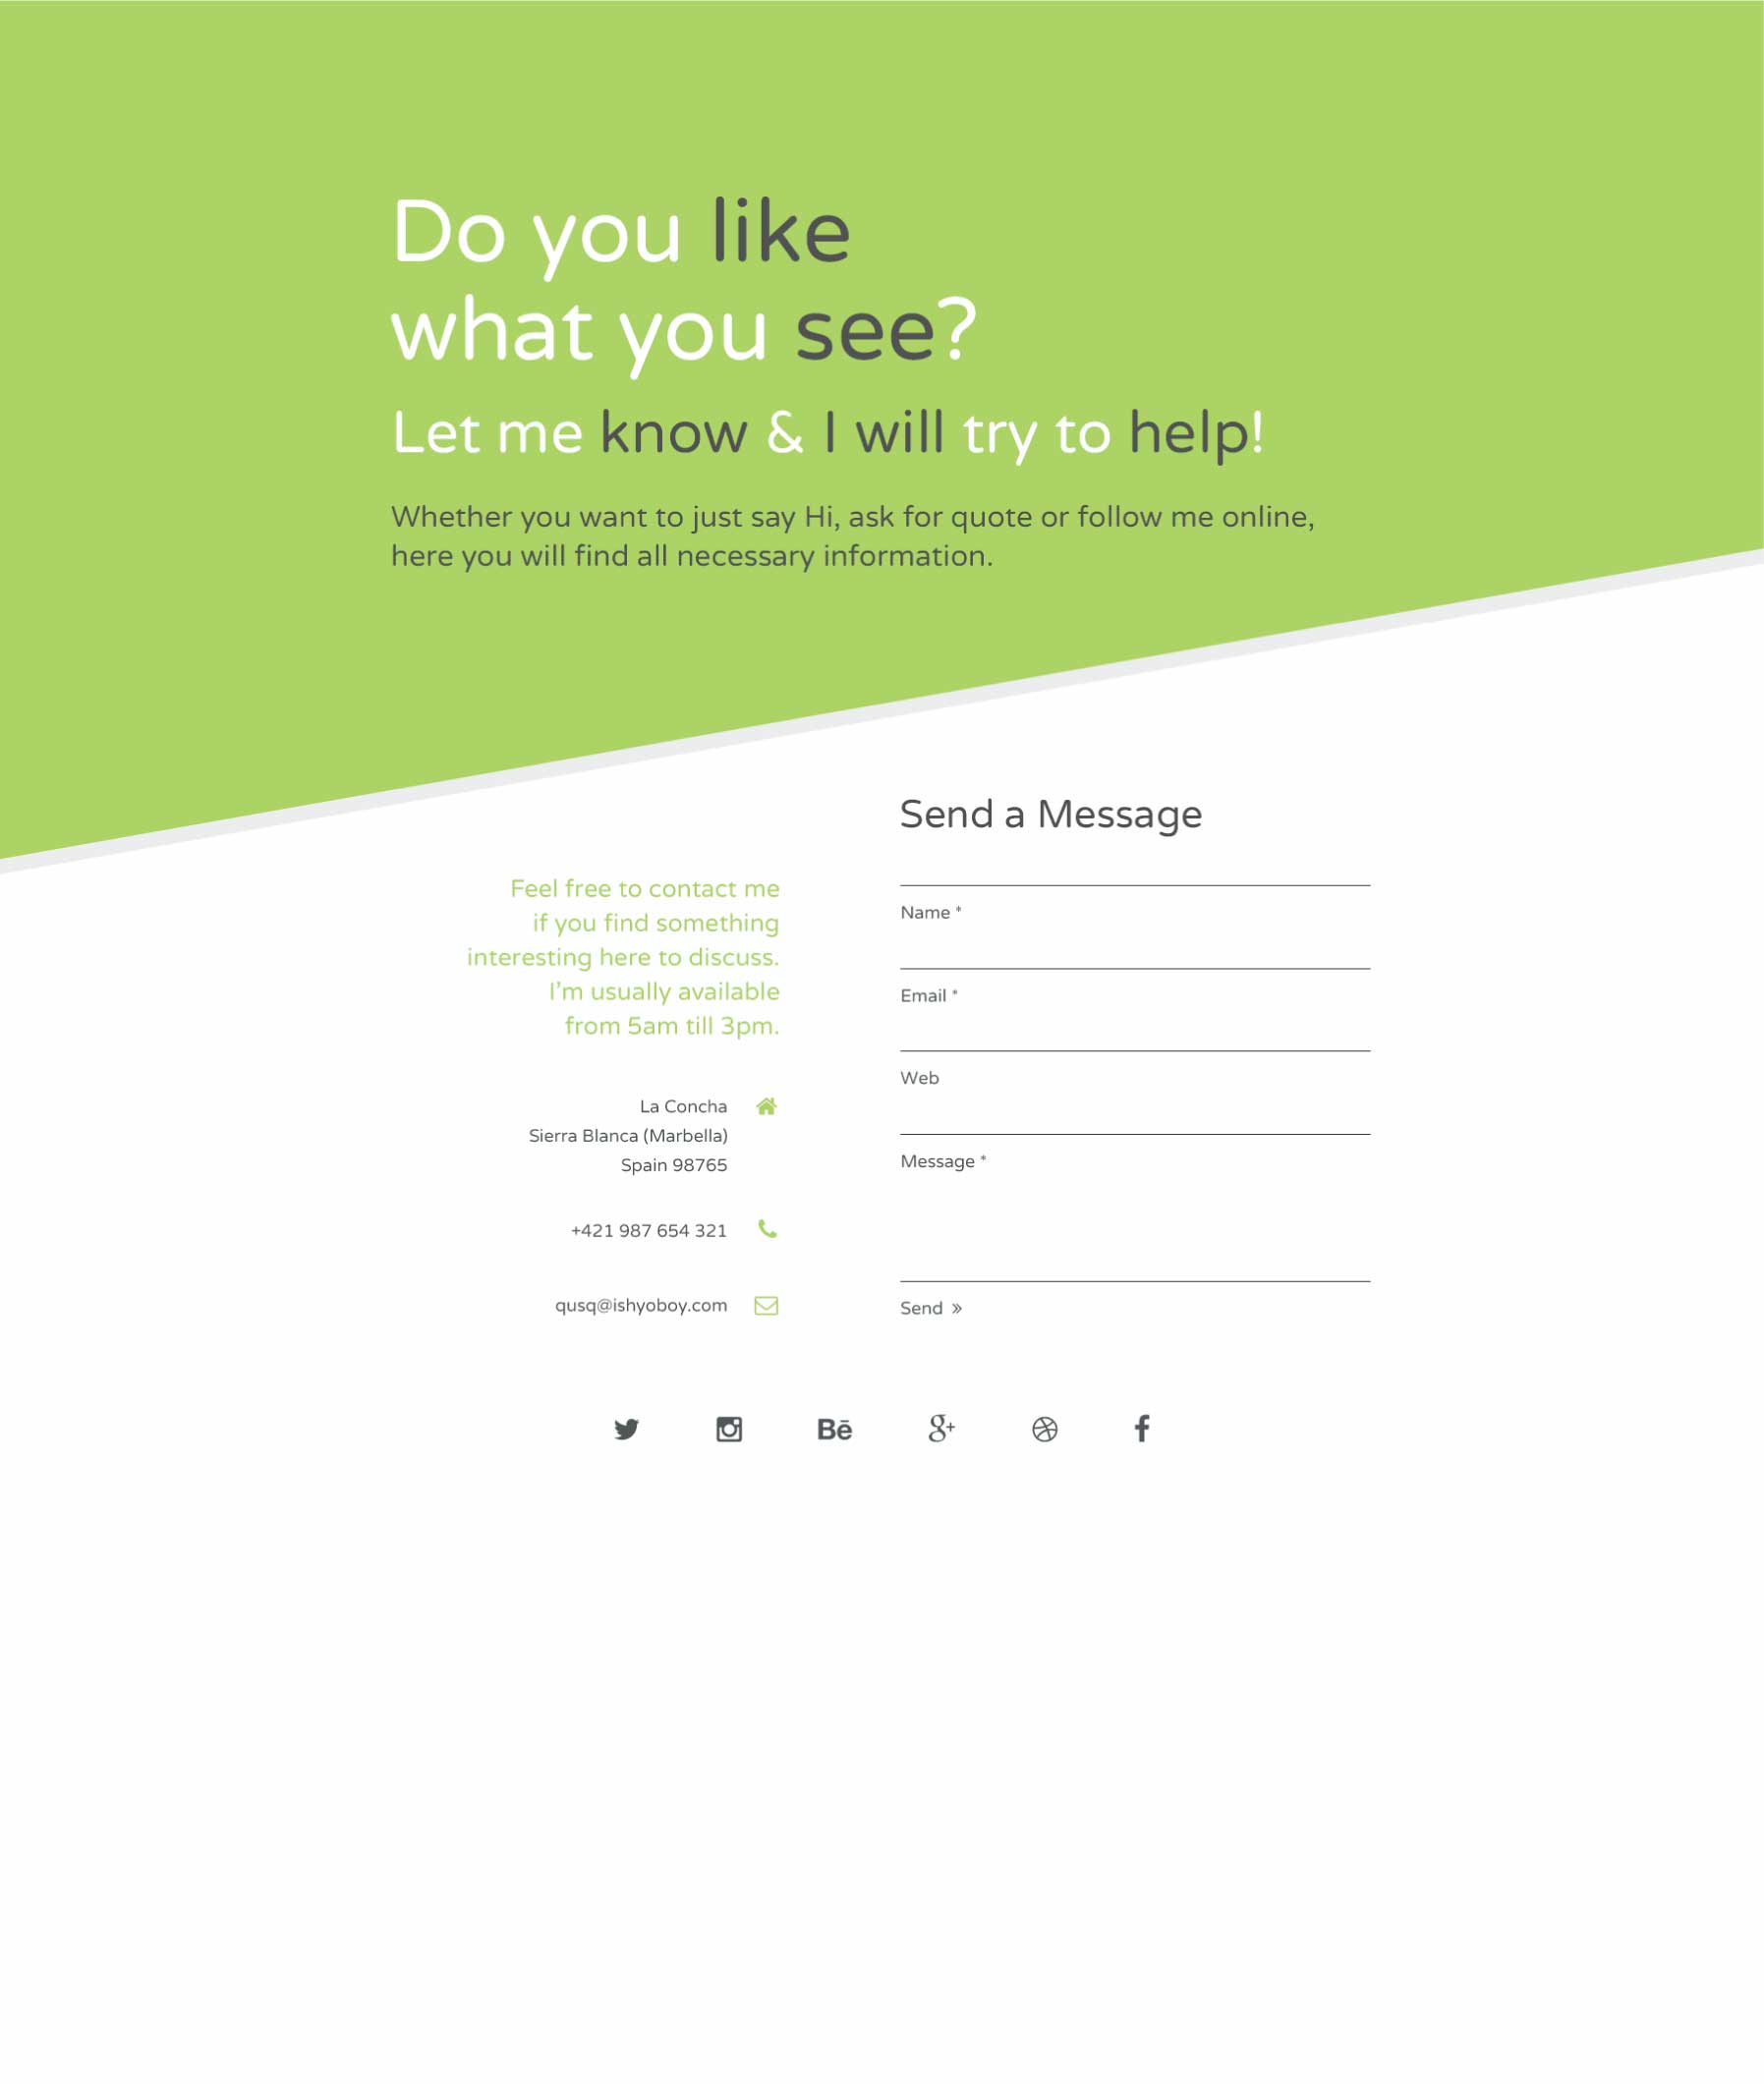 Do you like
what you see?
Let me know & I will try to help!
Whether you want to just say Hi, ask for quote or follow me online,
here you will find all necessary information.
Feel free to contact me
if you find something
interesting here to discuss.
I'm usually available
from 5am till 3pm.
La Concha
Sierra Blanca (Marbella)
Spain 98765
+421 987 654 321
qusq@ishyoboy.com
Send a Message
Name *
Email *
Web
Message *
Send »
Bē
g+